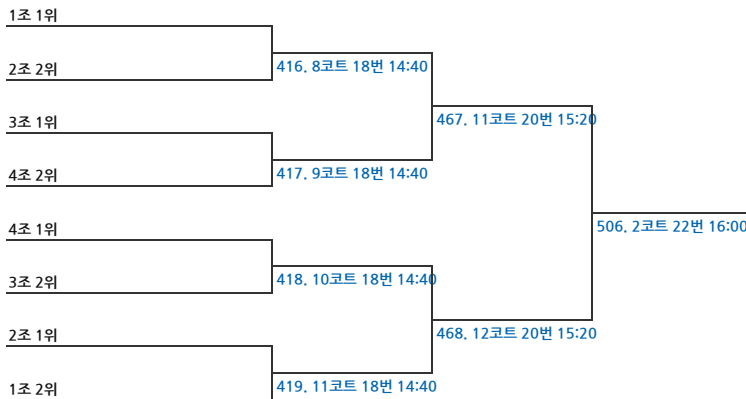 1조 1위
2조 2위
416. 8코트 18번 14:40
3조 1위
467. 11코트 20번 15:20
4조 2위
417. 9코트 18번 14:40
506. 2코트 22번 16:00
4조 1위
3조 2위
418. 10코트 18번 14:40
2조 1위
468. 12코트 20번 15:20
1조 2위
419. 11코트 18번 14:40